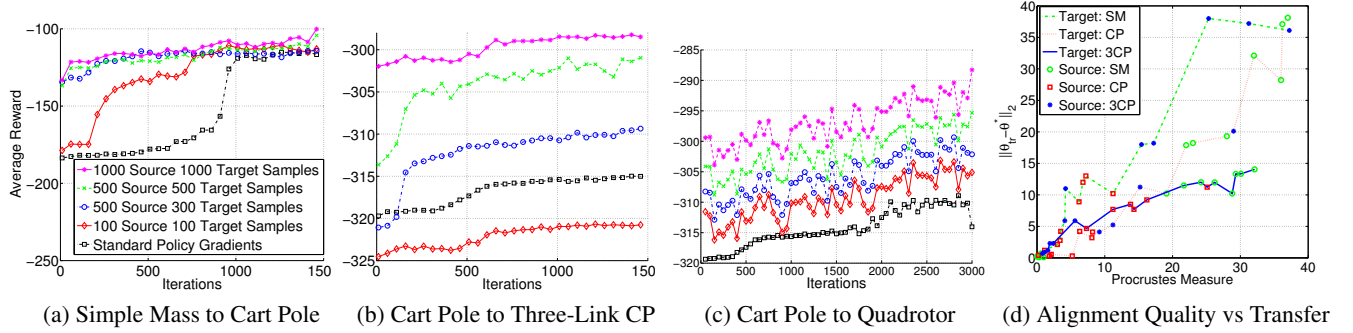 −100
−150
−200
−250
Average Reward
500
1000
1500
Iterations
1000 Source 1000 Target Samples
500 Source 500 Target Samples
500 Source 300 Target Samples
100 Source 100 Target Samples
Standard Policy Gradients
(a) Simple Mass to Cart Pole
−300
−305
−310
−315
−320
−325
500
1000
1500
Iterations
(b) Cart Pole to Three-Link CP
−285
−290
−295
−300
−305
−310
−315
−320
0
500
1000
1500
2000
2500
3000
Iterations
(c) Cart Pole to Quadrotor
40
35
30
25
20
15
10
5
0
||θtr−θ*||2
0
10
20
30
40
Procrustes Measure
Target: SM
Target: CP
Target: 3CP
Source: SM
Source: CP
Source: 3CP
(d) Alignment Quality vs Transfer